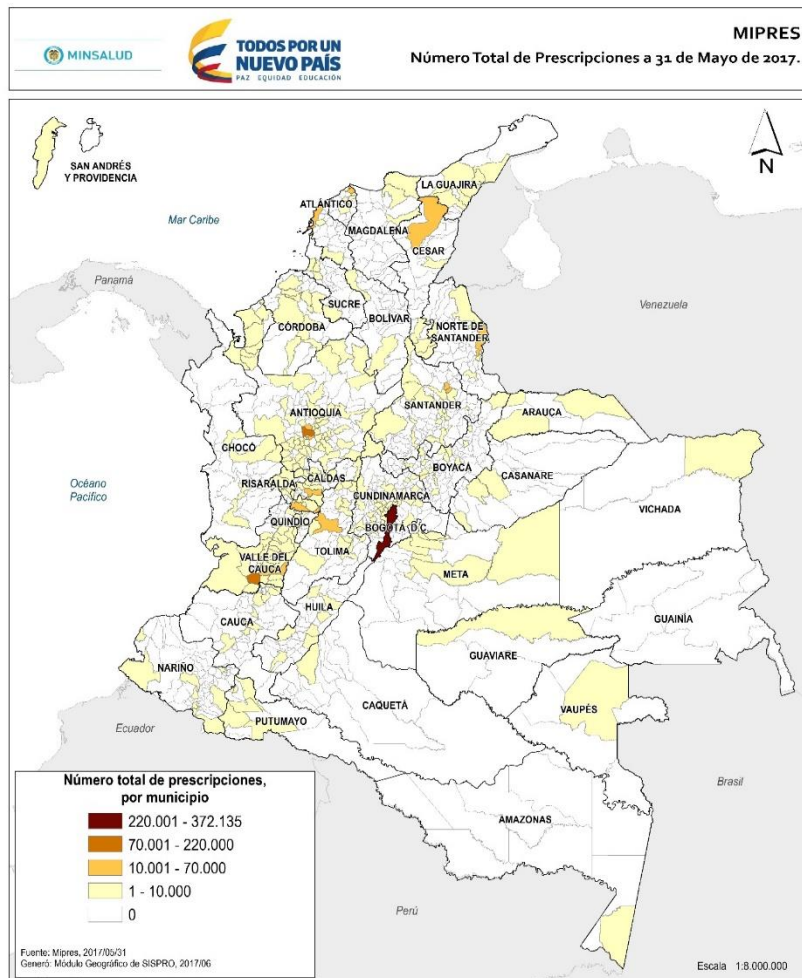 MINSALUD
TODOS POR UN
NUEVO PAÍS
PAZ EQUIDAD EDUCACIÓN
MIPRES
Número Total de Prescripciones a 31 de Mayo de 2017.
SAN ANDRÉS
Y PROVIDENCIA
N
LA GUAJIRA
ATLÁNTICO
Mar Caribe
MAGDALENA
CESAR
Panamá
SUCRE
Venezuela
CÓRDOBA
BOLÍVAR
NORTE DE
SANTANDER
SANTANDER
ANTIOQUIA
ARAUCA
CHOCÓ
BOYACÁ
CASANARE
Océano
Pacífico
RISARALDA
CALDAS
CUNDINAMARCA
VICHADA
QUINDIO
BOGOTÁ D.C.
TOLIMA
VALLE DEL
CAUCA
META
HUILA
GUAINÍA
CAUCA
GUAVIARE
NARIÑO
VAUPÉS
CAQUETÁ
Ecuador
PUTUMAYO
Brasil
AMAZONAS
Perú
Número total de prescripciones,
por municipio
220.001 - 372.135
70.001 - 220.000
10.001 - 70.000
1 - 10.000
0
Fuente: Mipres, 2017/05/31
Generó: Módulo Geográfico de SISPRO, 2017/06
Escala 1:8.000.000